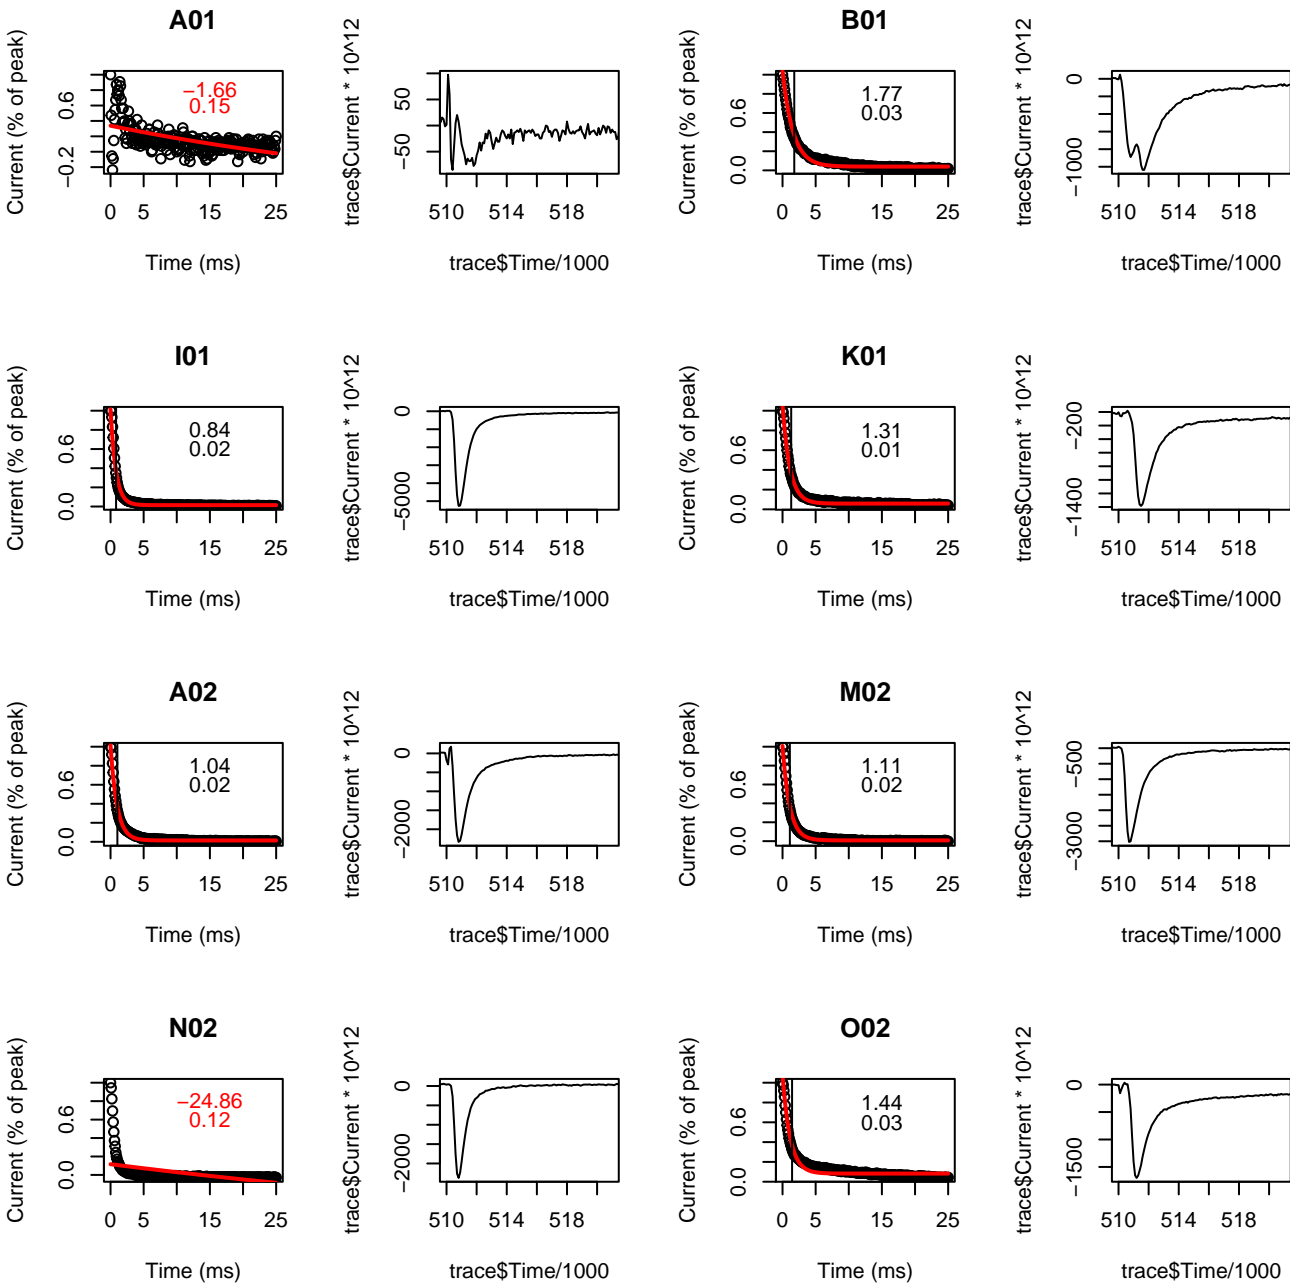 A01
Current (% of peak)
0.6
−0.2
−1.66
0.15
0 5 15 25
Time (ms)
trace$Current * 10^12
50
−50
510 514 518
trace$Time/1000
B01
Current (% of peak)
0.6
0.0
1.77
0.03
0 5 15 25
Time (ms)
trace$Current * 10^12
0
−1000
510 514 518
trace$Time/1000
I01
Current (% of peak)
0.6
0.0
0.84
0.02
0 5 15 25
Time (ms)
trace$Current * 10^12
0
−5000
510 514 518
trace$Time/1000
K01
Current (% of peak)
0.6
0.0
1.31
0.01
0 5 15 25
Time (ms)
trace$Current * 10^12
−200
−1400
510 514 518
trace$Time/1000
A02
Current (% of peak)
0.6
0.0
1.04
0.02
0 5 15 25
Time (ms)
trace$Current * 10^12
0
−2000
510 514 518
trace$Time/1000
M02
Current (% of peak)
0.6
0.0
1.11
0.02
0 5 15 25
Time (ms)
trace$Current * 10^12
−500
−3000
510 514 518
trace$Time/1000
N02
Current (% of peak)
0.6
0.0
−24.86
0.12
0 5 15 25
Time (ms)
trace$Current * 10^12
0
−2000
510 514 518
trace$Time/1000
O02
Current (% of peak)
0.6
0.0
1.44
0.03
0 5 15 25
Time (ms)
trace$Current * 10^12
0
−1500
510 514 518
trace$Time/1000